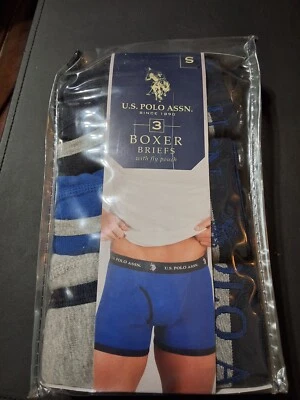 S
U.S. POLO ASSN.
SINCE 1890
3
BOXER
BRIEFS
with fly pouch
U.S. POLO ASSN.